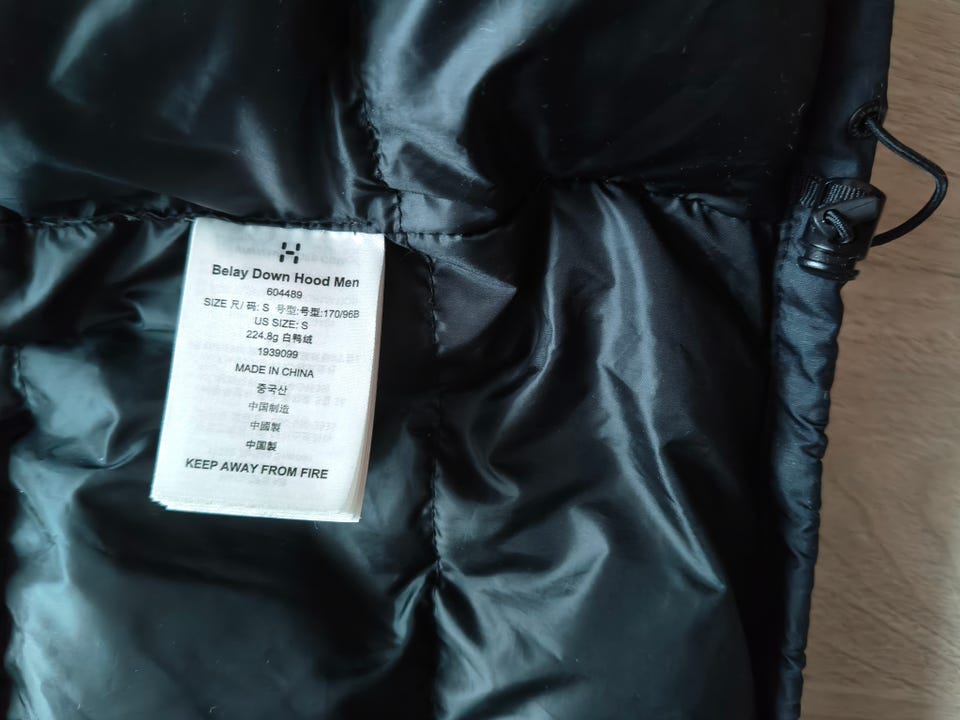 Belay Down Hood Men
604489
SIZE 尺/ 码: S 号型:号型:170/96B
US SIZE: S
224.8g 白鸭绒
1939099
MADE IN CHINA
중국산
中国制造
中國製
中国製
KEEP AWAY FROM FIRE